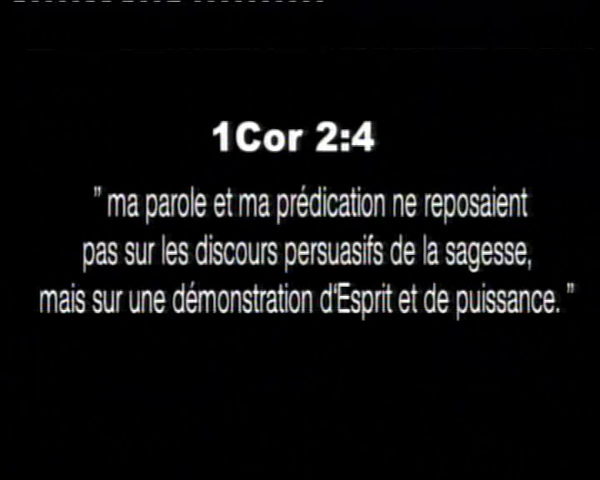 1Cor 2:4
" ma parole et ma prédication ne reposaient
pas sur les discours persuasifs de la sagesse,
mais sur une démonstration d'Esprit et de puissance. "